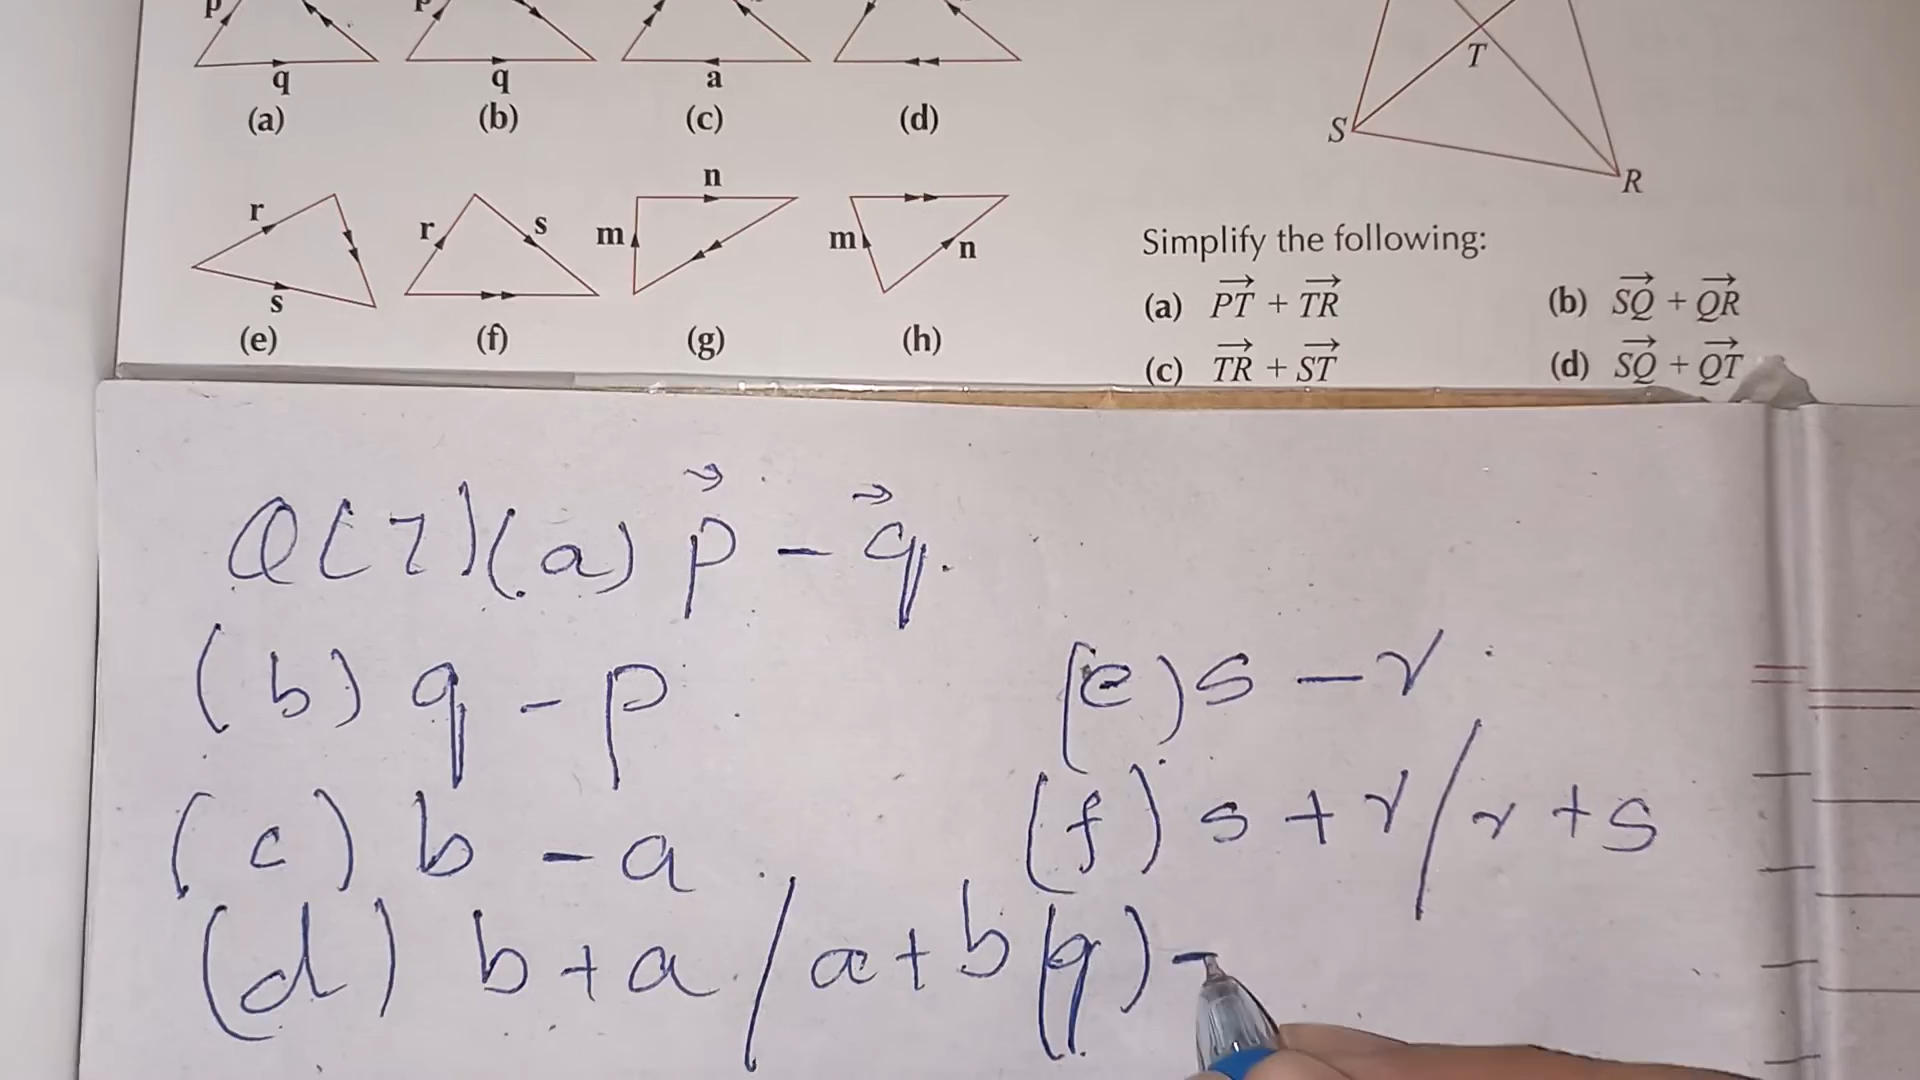 p p
q q a
(a) (b) (c) (d)
T
S
R
n
r r s m m n
s
(e) (f) (g) (h)
Simplify the following:
(a) PT + TR (b) SQ + QR
(c) TR + ST (d) SQ + QT
Q(7)(a) p - q.
(b) q - p
(c) b - a
(d) b + a / a + b
(e) s - r
(f) s + r / r + s
(g) -